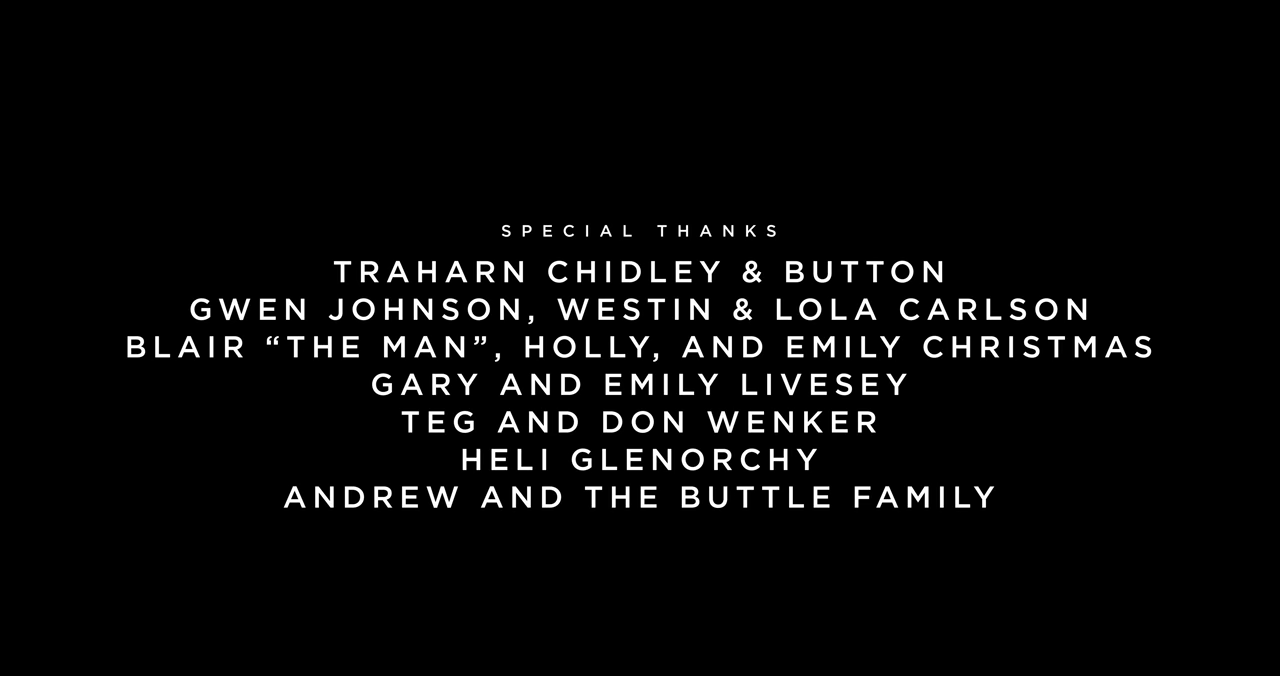 SPECIAL THANKS
TRAHARN CHIDLEY & BUTTON
GWEN JOHNSON, WESTIN & LOLA CARLSON
BLAIR “THE MAN”, HOLLY, AND EMILY CHRISTMAS
GARY AND EMILY LIVESEY
TEG AND DON WENKER
HELI GLENORCHY
ANDREW AND THE BUTTLE FAMILY